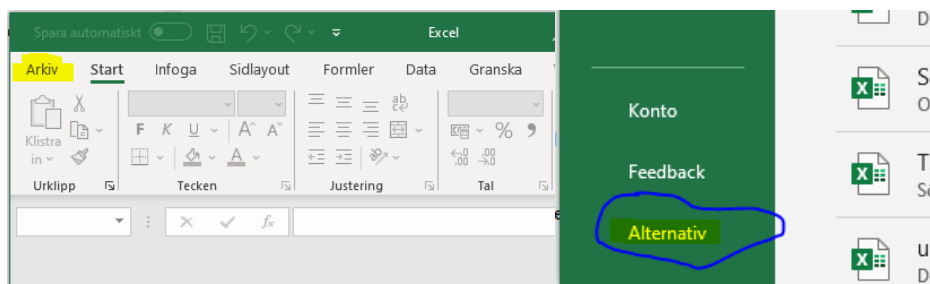 Spara automatiskt
Excel
Arkiv Start Infoga Sidlayout Formler Data Granska
Klistra
in
F K U A A A
ab
%
Urklipp Tecken Justering Tal
fx
Konto
Feedback
Alternativ